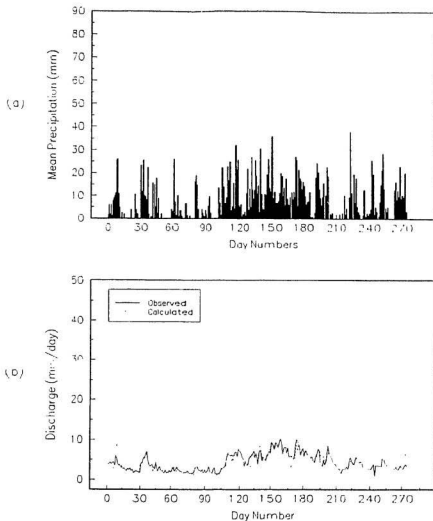 (a)
Mean Precipitation (mm)
90
80
70
60
50
40
30
20
10
0
0 30 60 90 120 150 180 210 240 270
Day Numbers
(b)
Discharge (mm/day)
50
40
30
20
10
0
Observed
Calculated
0 30 60 90 120 150 180 210 240 270
Day Number